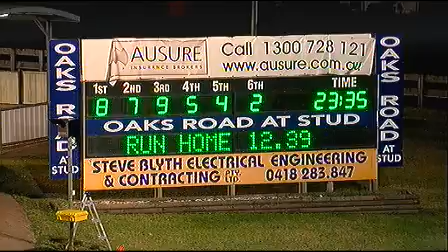 AUSURE
INSURANCE BROKERS
Call 1300 728 121
www.ausure.com.au
1ST 2ND 3RD 4TH 5TH 6TH TIME
8 7 9 5 4 2 23:35
OAKS ROAD AT STUD
RUN HOME 12.99
STEVE BLYTH ELECTRICAL ENGINEERING
& CONTRACTING PTY LTD 0418 283.847
OAKS ROAD AT STUD
OAKS ROAD AT STUD